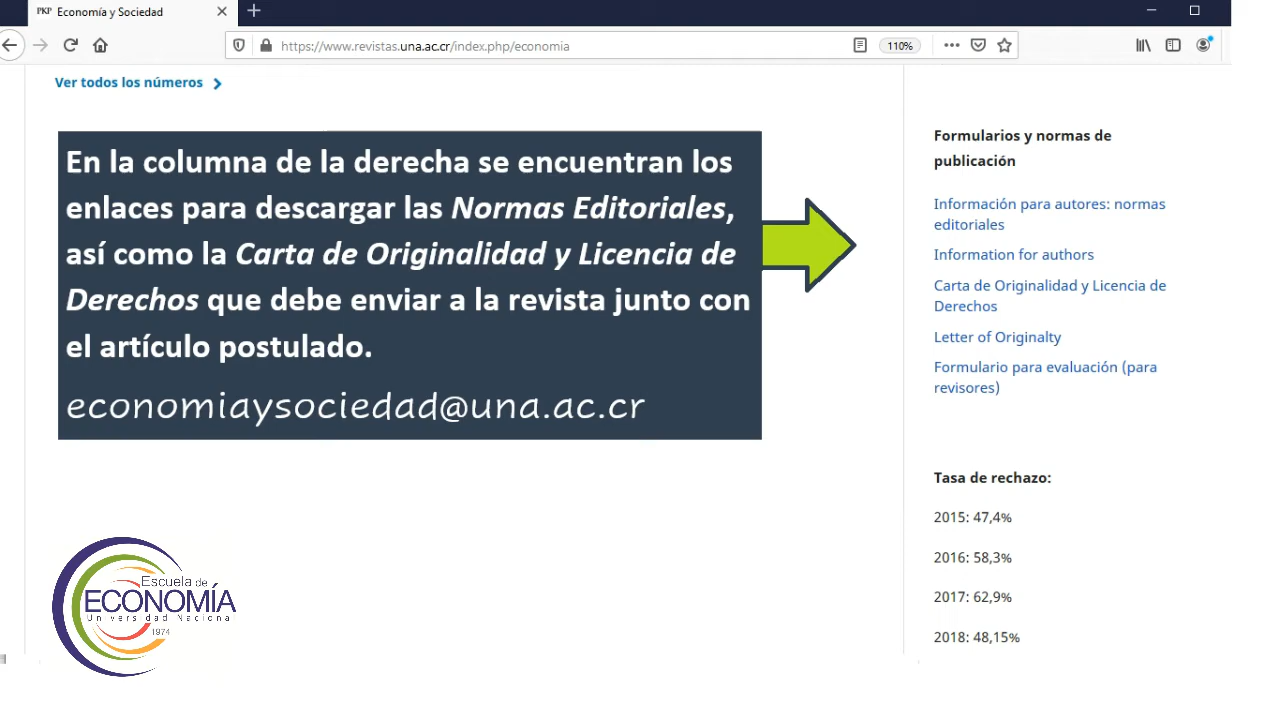 PKP Economía y Sociedad
https://www.revistas.una.ac.cr/index.php/economia
110%
Ver todos los números
En la columna de la derecha se encuentran los
enlaces para descargar las Normas Editoriales,
así como la Carta de Originalidad y Licencia de
Derechos que debe enviar a la revista junto con
el artículo postulado.
economiaysociedad@una.ac.cr
Formularios y normas de
publicación
Información para autores: normas
editoriales
Information for authors
Carta de Originalidad y Licencia de
Derechos
Letter of Originalty
Formulario para evaluación (para
revisores)
Tasa de rechazo:
2015: 47,4%
2016: 58,3%
2017: 62,9%
2018: 48,15%
Escuela de
ECONOMÍA
Universidad Nacional
1974